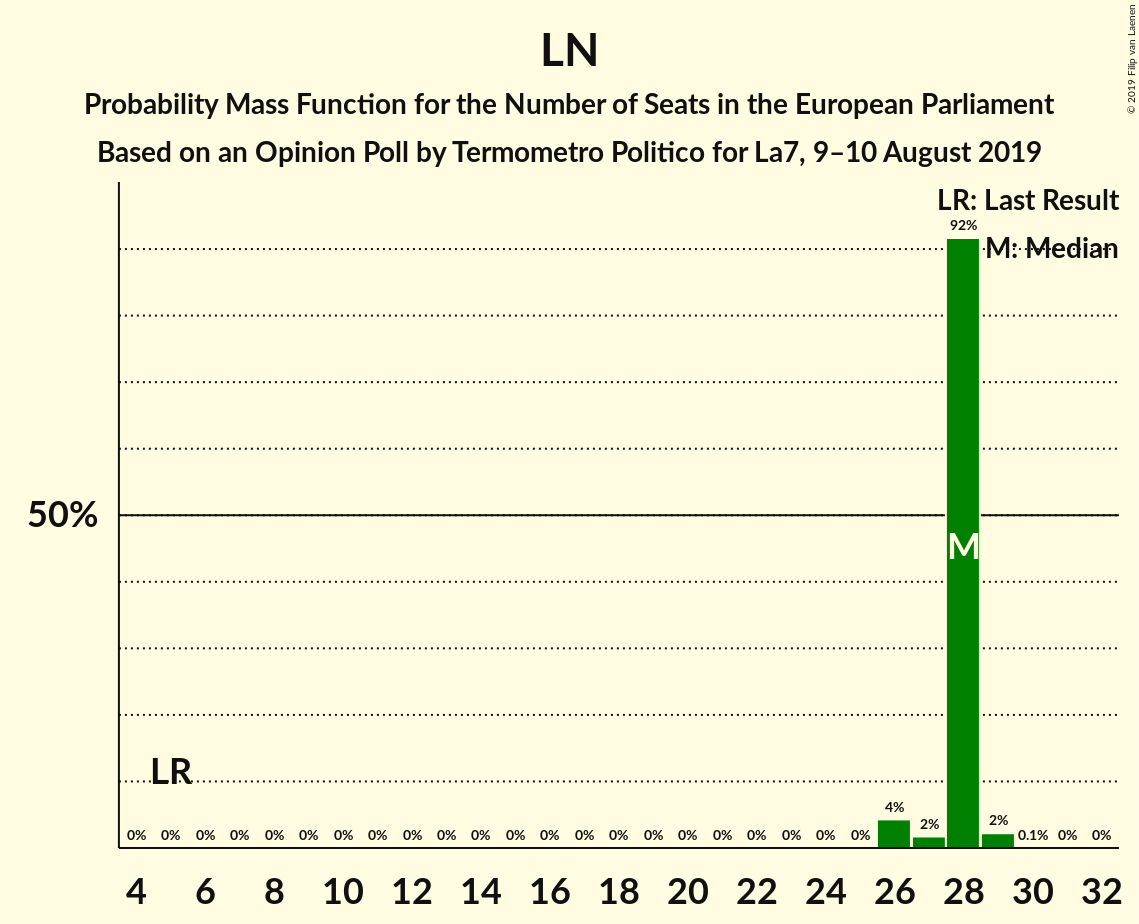 LN
Probability Mass Function for the Number of Seats in the European Parliament
Based on an Opinion Poll by Termometro Politico for La7, 9–10 August 2019
© 2019 Filip van Laenen
LR: Last Result
M: Median
92%
50%
M
LR
0% 0% 0% 0% 0% 0% 0% 0% 0% 0% 0% 0% 0% 0% 0% 0% 0% 0% 0% 0% 0% 0% 4% 2% 2% 0.1% 0% 0%
4 6 8 10 12 14 16 18 20 22 24 26 28 30 32